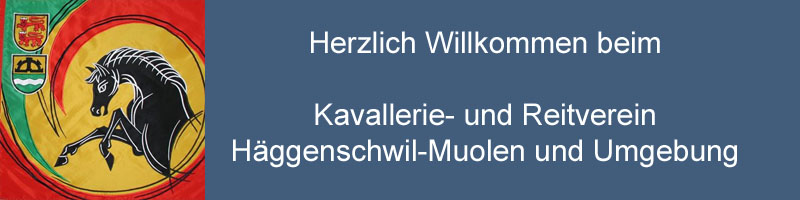 Herzlich Willkommen beim
Kavallerie- und Reitverein
Häggenschwil-Muolen und Umgebung